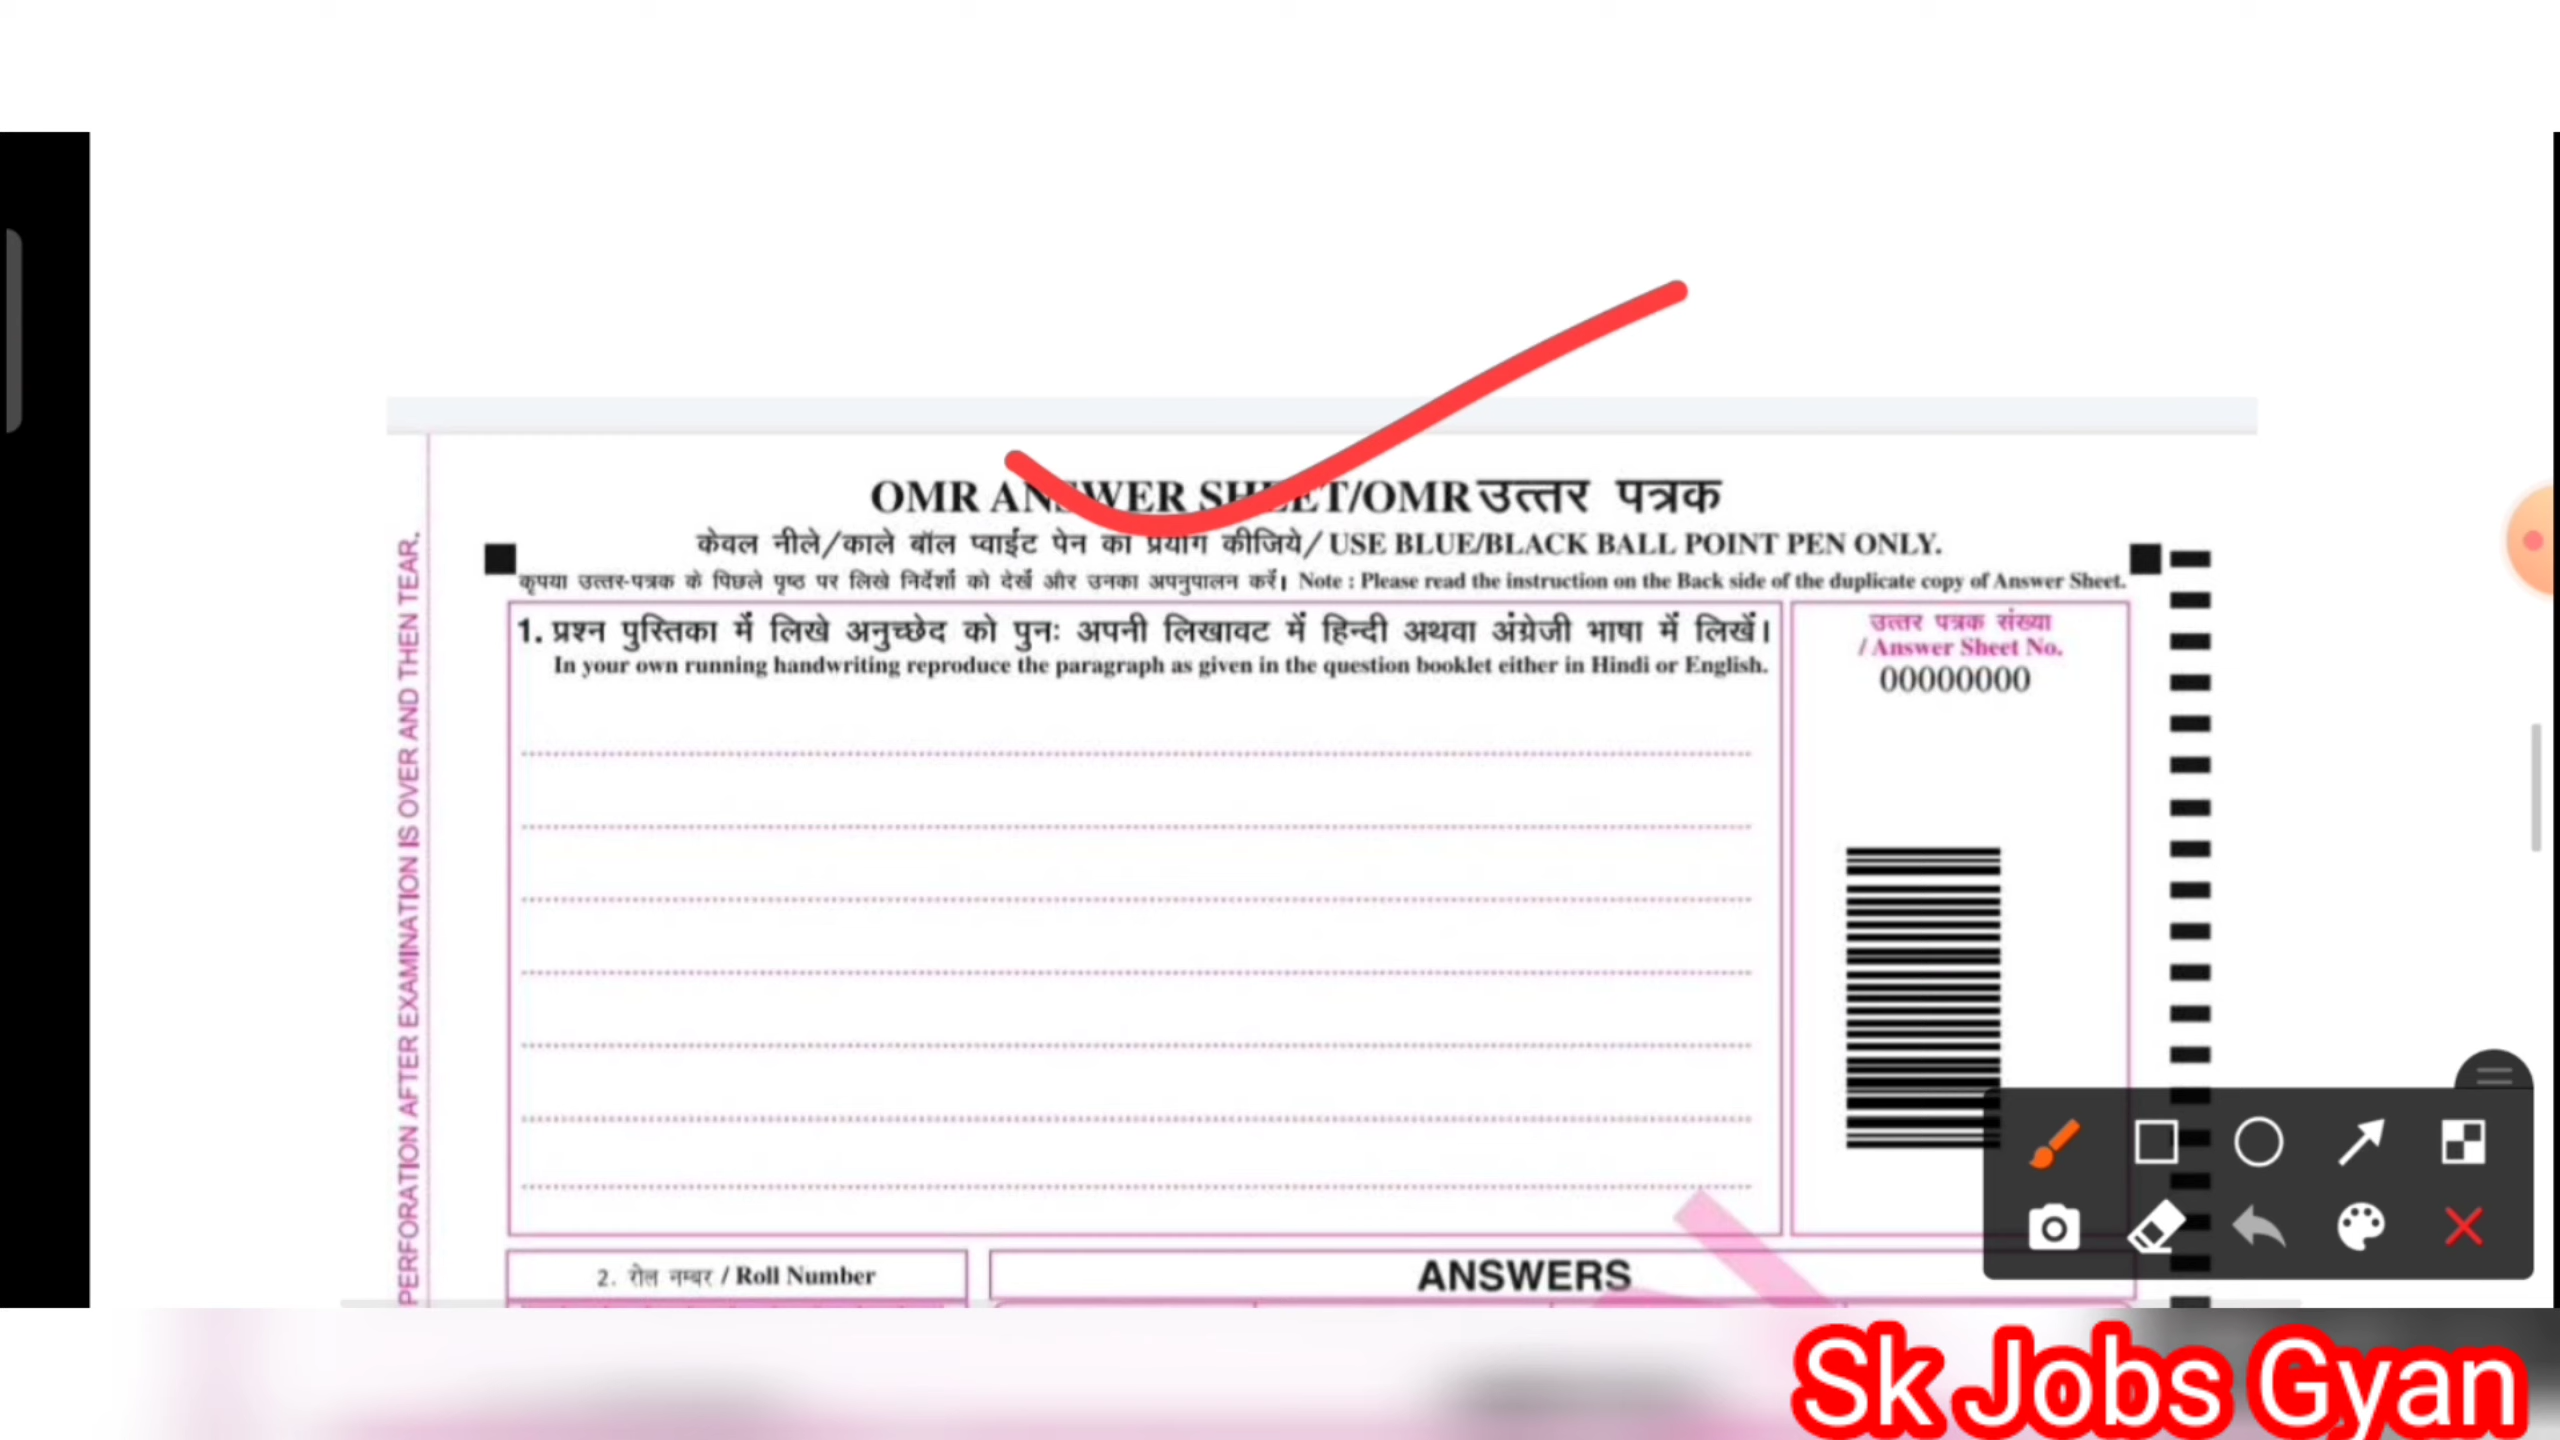 OMR ANSWER SHEET/OMR उत्तर पत्रक
केवल नीले/काले बॉल प्वाईंट पेन का प्रयोग कीजिये/ USE BLUE/BLACK BALL POINT PEN ONLY.
कृपया उत्तर-पत्रक के पिछले पृष्ठ पर लिखे निर्देशों को देखें और उनका अपनुपालन करें। Note : Please read the instruction on the Back side of the duplicate copy of Answer Sheet.
1. प्रश्न पुस्तिका में लिखे अनुच्छेद को पुनः अपनी लिखावट में हिन्दी अथवा अंग्रेजी भाषा में लिखें।
In your own running handwriting reproduce the paragraph as given in the question booklet either in Hindi or English.
उत्तर पत्रक संख्या
/ Answer Sheet No.
00000000
PERFORATION AFTER EXAMINATION IS OVER AND THEN TEAR.
2. रोल नम्बर / Roll Number
ANSWERS
Sk Jobs Gyan